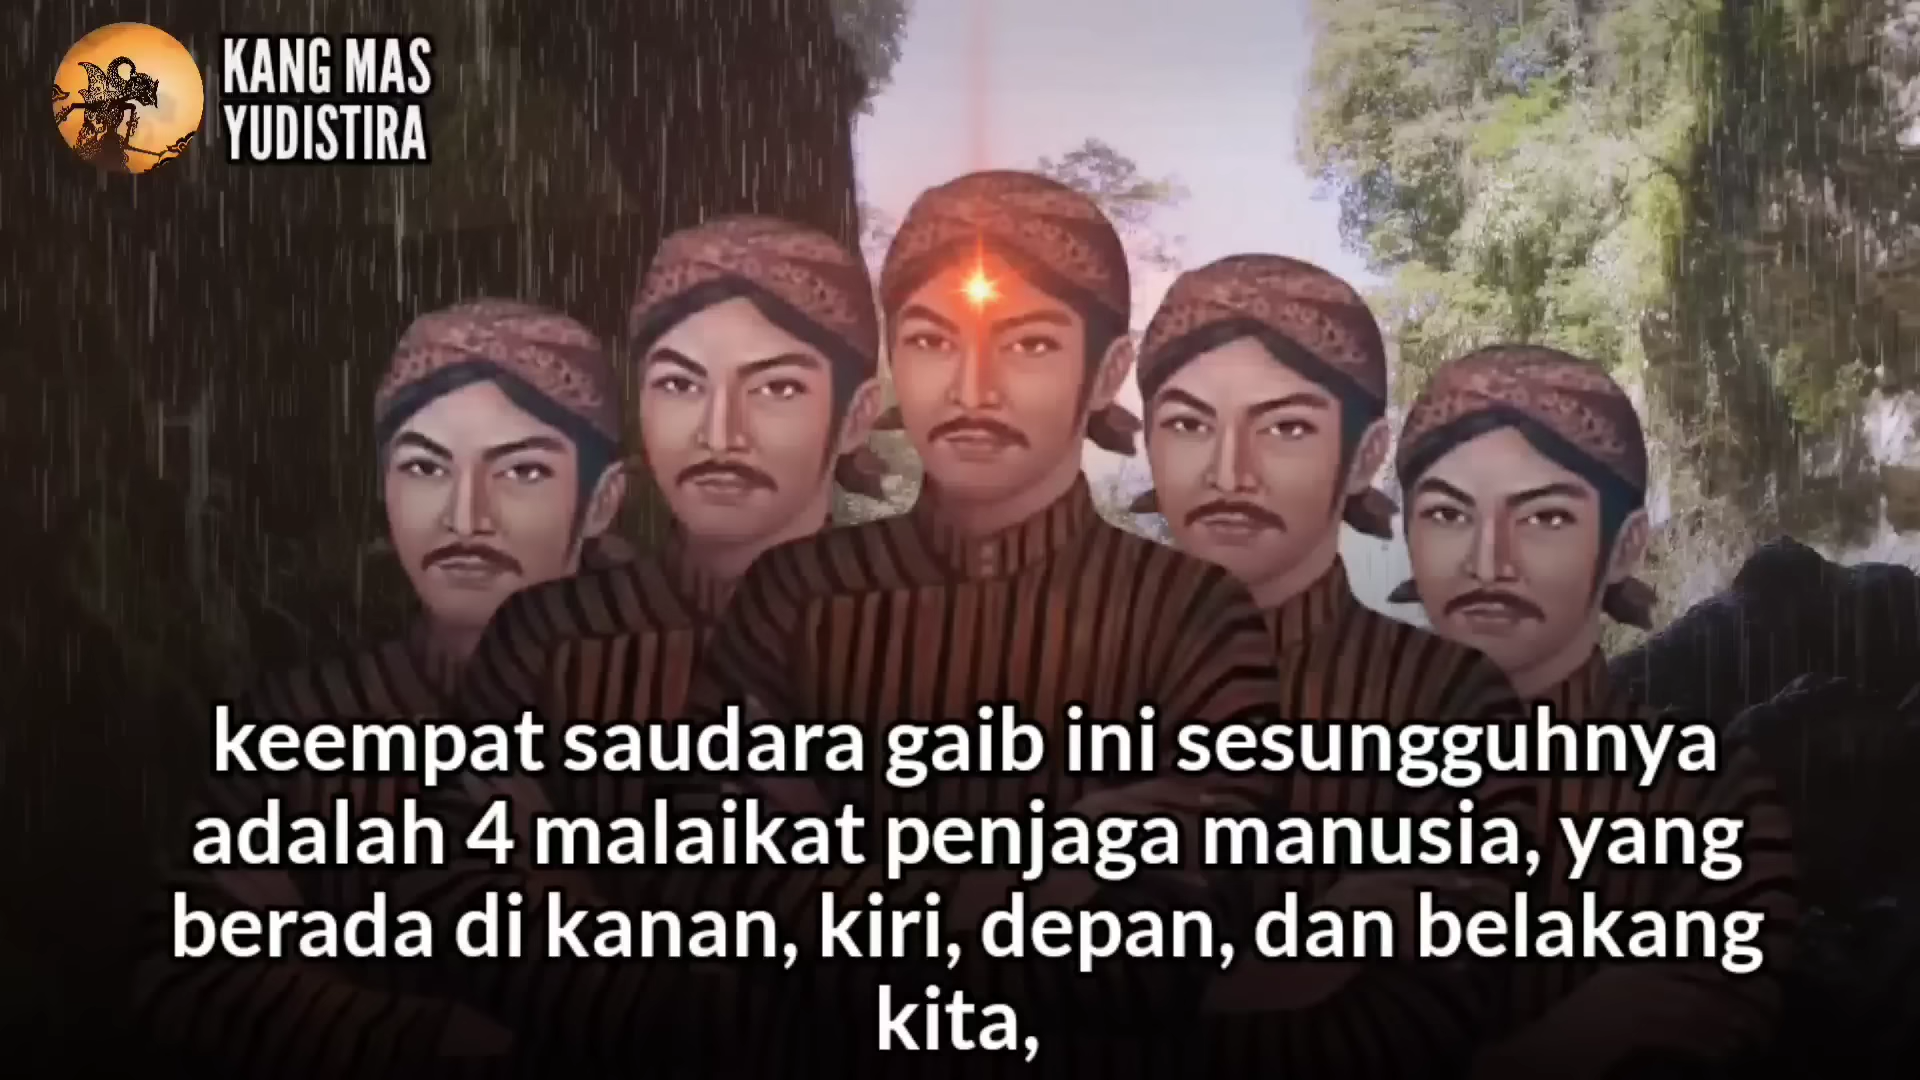 KANG MAS
YUDISTIRA
keempat saudara gaib ini sesungguhnya
adalah 4 malaikat penjaga manusia, yang
berada di kanan, kiri, depan, dan belakang
kita,